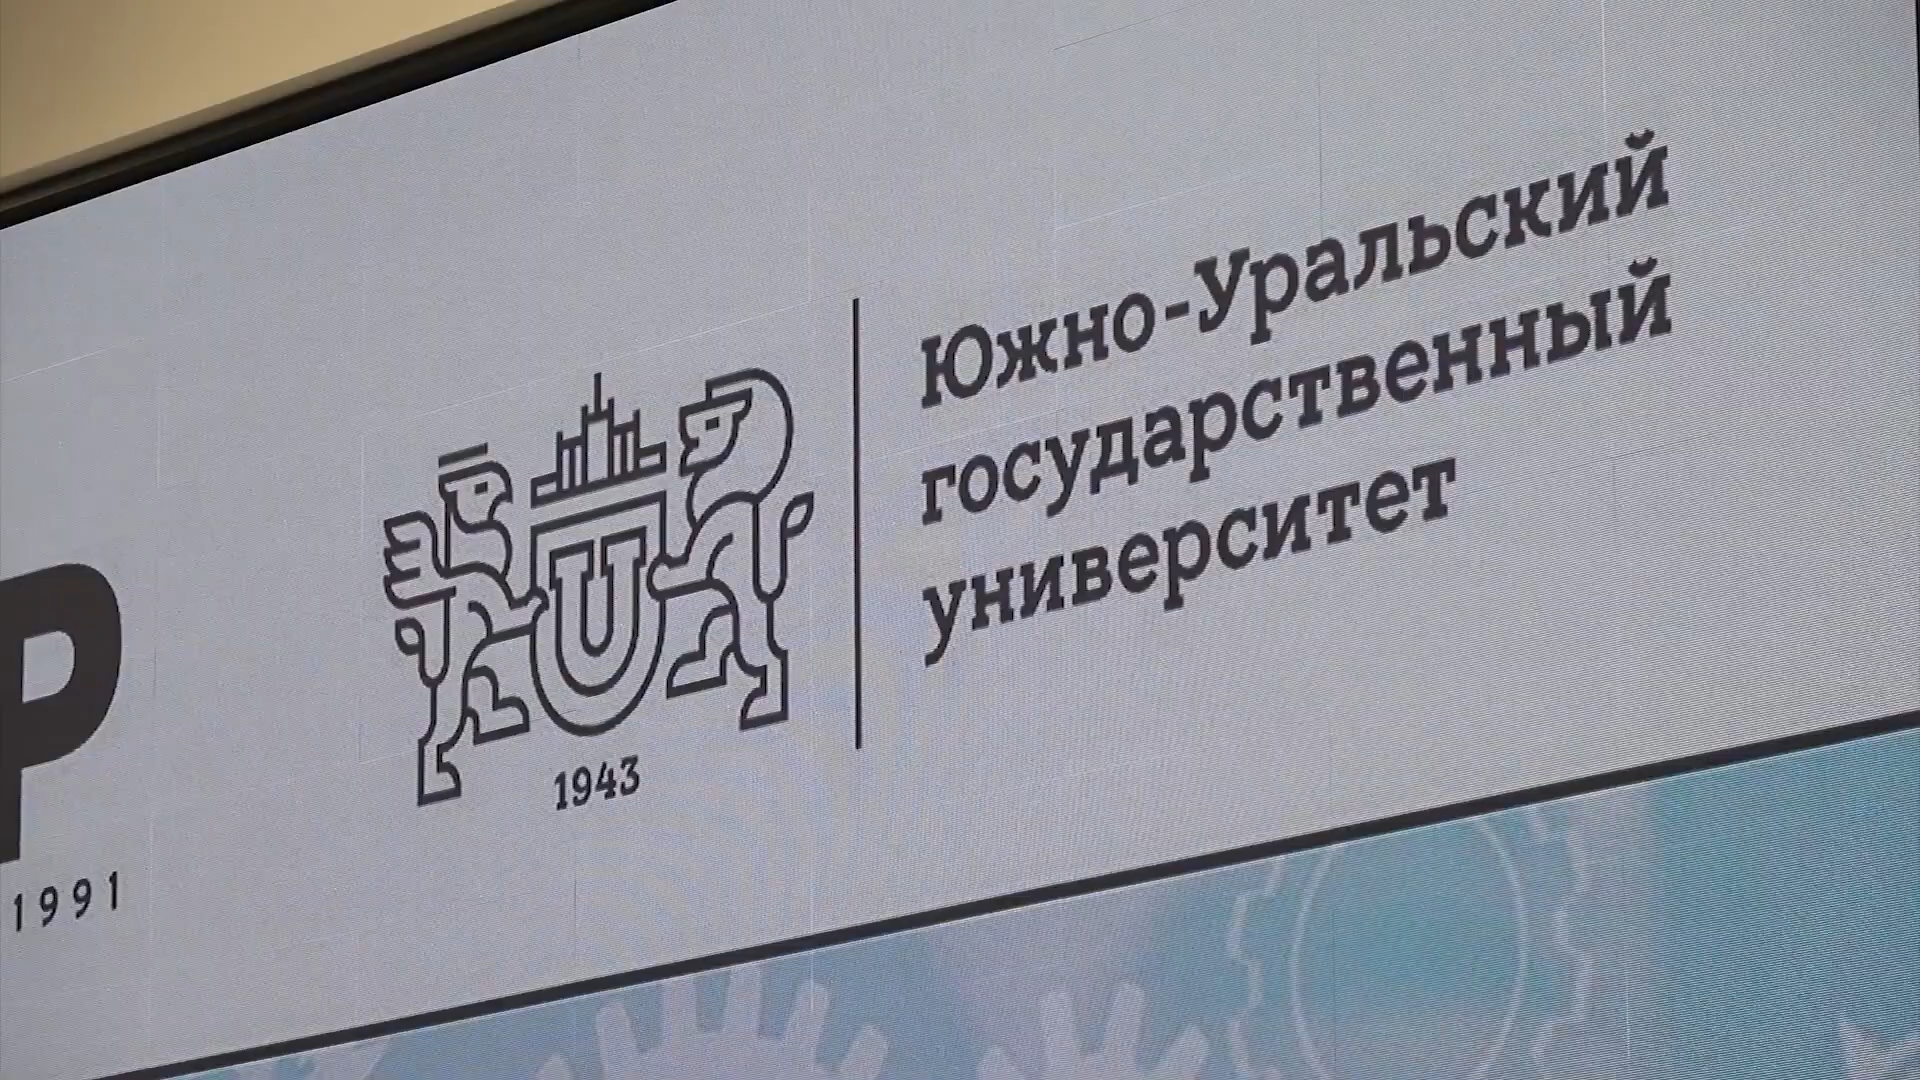 Р
1991
U
1943
Южно-Уральский
государственный
университет